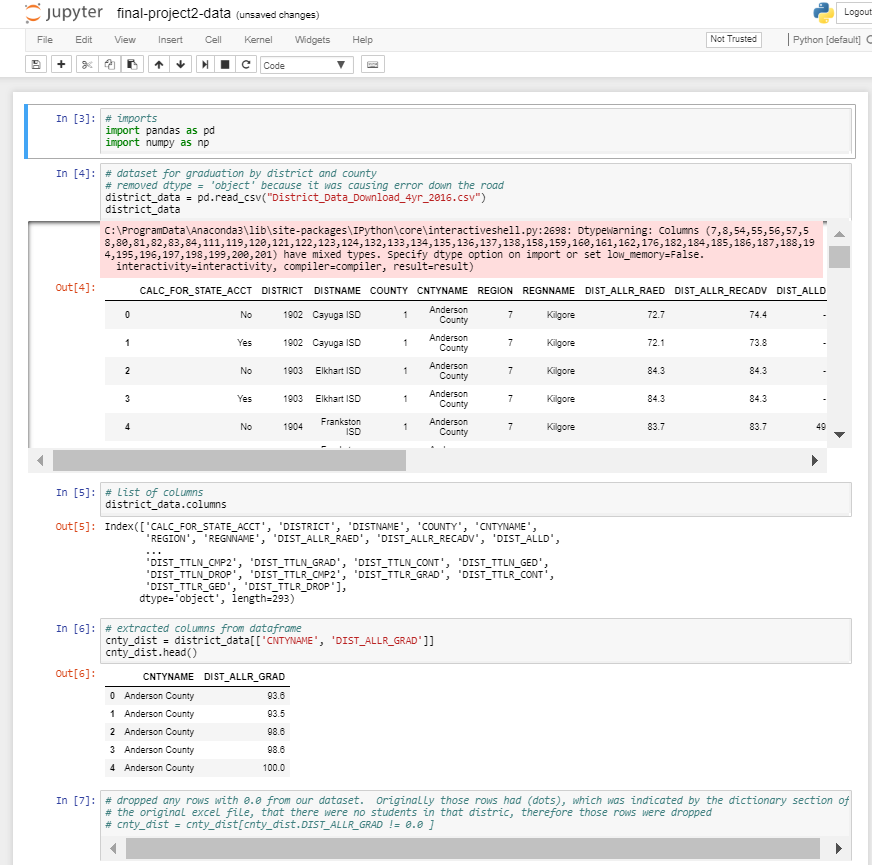 jupyter final-project2-data (unsaved changes)
Logout
File Edit View Insert Cell Kernel Widgets Help
Not Trusted
Python [default]
Code
In [3]:
# imports
import pandas as pd
import numpy as np
In [4]:
# dataset for graduation by district and county
# removed dtype = 'object' because it was causing error down the road
district_data = pd.read_csv("District_Data_Download_4yr_2016.csv")
district_data
C:\ProgramData\Anaconda3\lib\site-packages\IPython\core\interactiveshell.py:2698: DtypeWarning: Columns (7,8,54,55,56,57,5
8,80,81,82,83,84,111,119,120,121,122,123,124,132,133,134,135,136,137,138,158,159,160,161,162,176,182,184,185,186,187,188,19
4,195,196,197,198,199,200,201) have mixed types. Specify dtype option on import or set low_memory=False.
interactivity=interactivity, compiler=compiler, result=result)
Out[4]:
CALC_FOR_STATE_ACCT DISTRICT DISTNAME COUNTY CNTYNAME REGION REGNNAME DIST_ALLR_RAED DIST_ALLR_RECADV DIST_ALLD
0 No 1902 Cayuga ISD 1 Anderson County 7 Kilgore 72.7 74.4 -
1 Yes 1902 Cayuga ISD 1 Anderson County 7 Kilgore 72.1 73.8 -
2 No 1903 Elkhart ISD 1 Anderson County 7 Kilgore 84.3 84.3 -
3 Yes 1903 Elkhart ISD 1 Anderson County 7 Kilgore 84.3 84.3 -
4 No 1904 Frankston ISD 1 Anderson County 7 Kilgore 83.7 83.7 49
In [5]:
# list of columns
district_data.columns
Out[5]:
Index(['CALC_FOR_STATE_ACCT', 'DISTRICT', 'DISTNAME', 'COUNTY', 'CNTYNAME',
'REGION', 'REGNNAME', 'DIST_ALLR_RAED', 'DIST_ALLR_RECADV', 'DIST_ALLD',
...
'DIST_TTLN_CMP2', 'DIST_TTLN_GRAD', 'DIST_TTLN_CONT', 'DIST_TTLN_GED',
'DIST_TTLN_DROP', 'DIST_TTLR_CMP2', 'DIST_TTLR_GRAD', 'DIST_TTLR_CONT',
'DIST_TTLR_GED', 'DIST_TTLR_DROP'],
dtype='object', length=293)
In [6]:
# extracted columns from dataframe
cnty_dist = district_data[['CNTYNAME', 'DIST_ALLR_GRAD']]
cnty_dist.head()
Out[6]:
CNTYNAME DIST_ALLR_GRAD
0 Anderson County 93.6
1 Anderson County 93.5
2 Anderson County 98.6
3 Anderson County 98.6
4 Anderson County 100.0
In [7]:
# dropped any rows with 0.0 from our dataset. Originally those rows had (dots), which was indicated by the dictionary section of
# the original excel file, that there were no students in that distric, therefore those rows were dropped
# cnty_dist = cnty_dist[cnty_dist.DIST_ALLR_GRAD != 0.0 ]